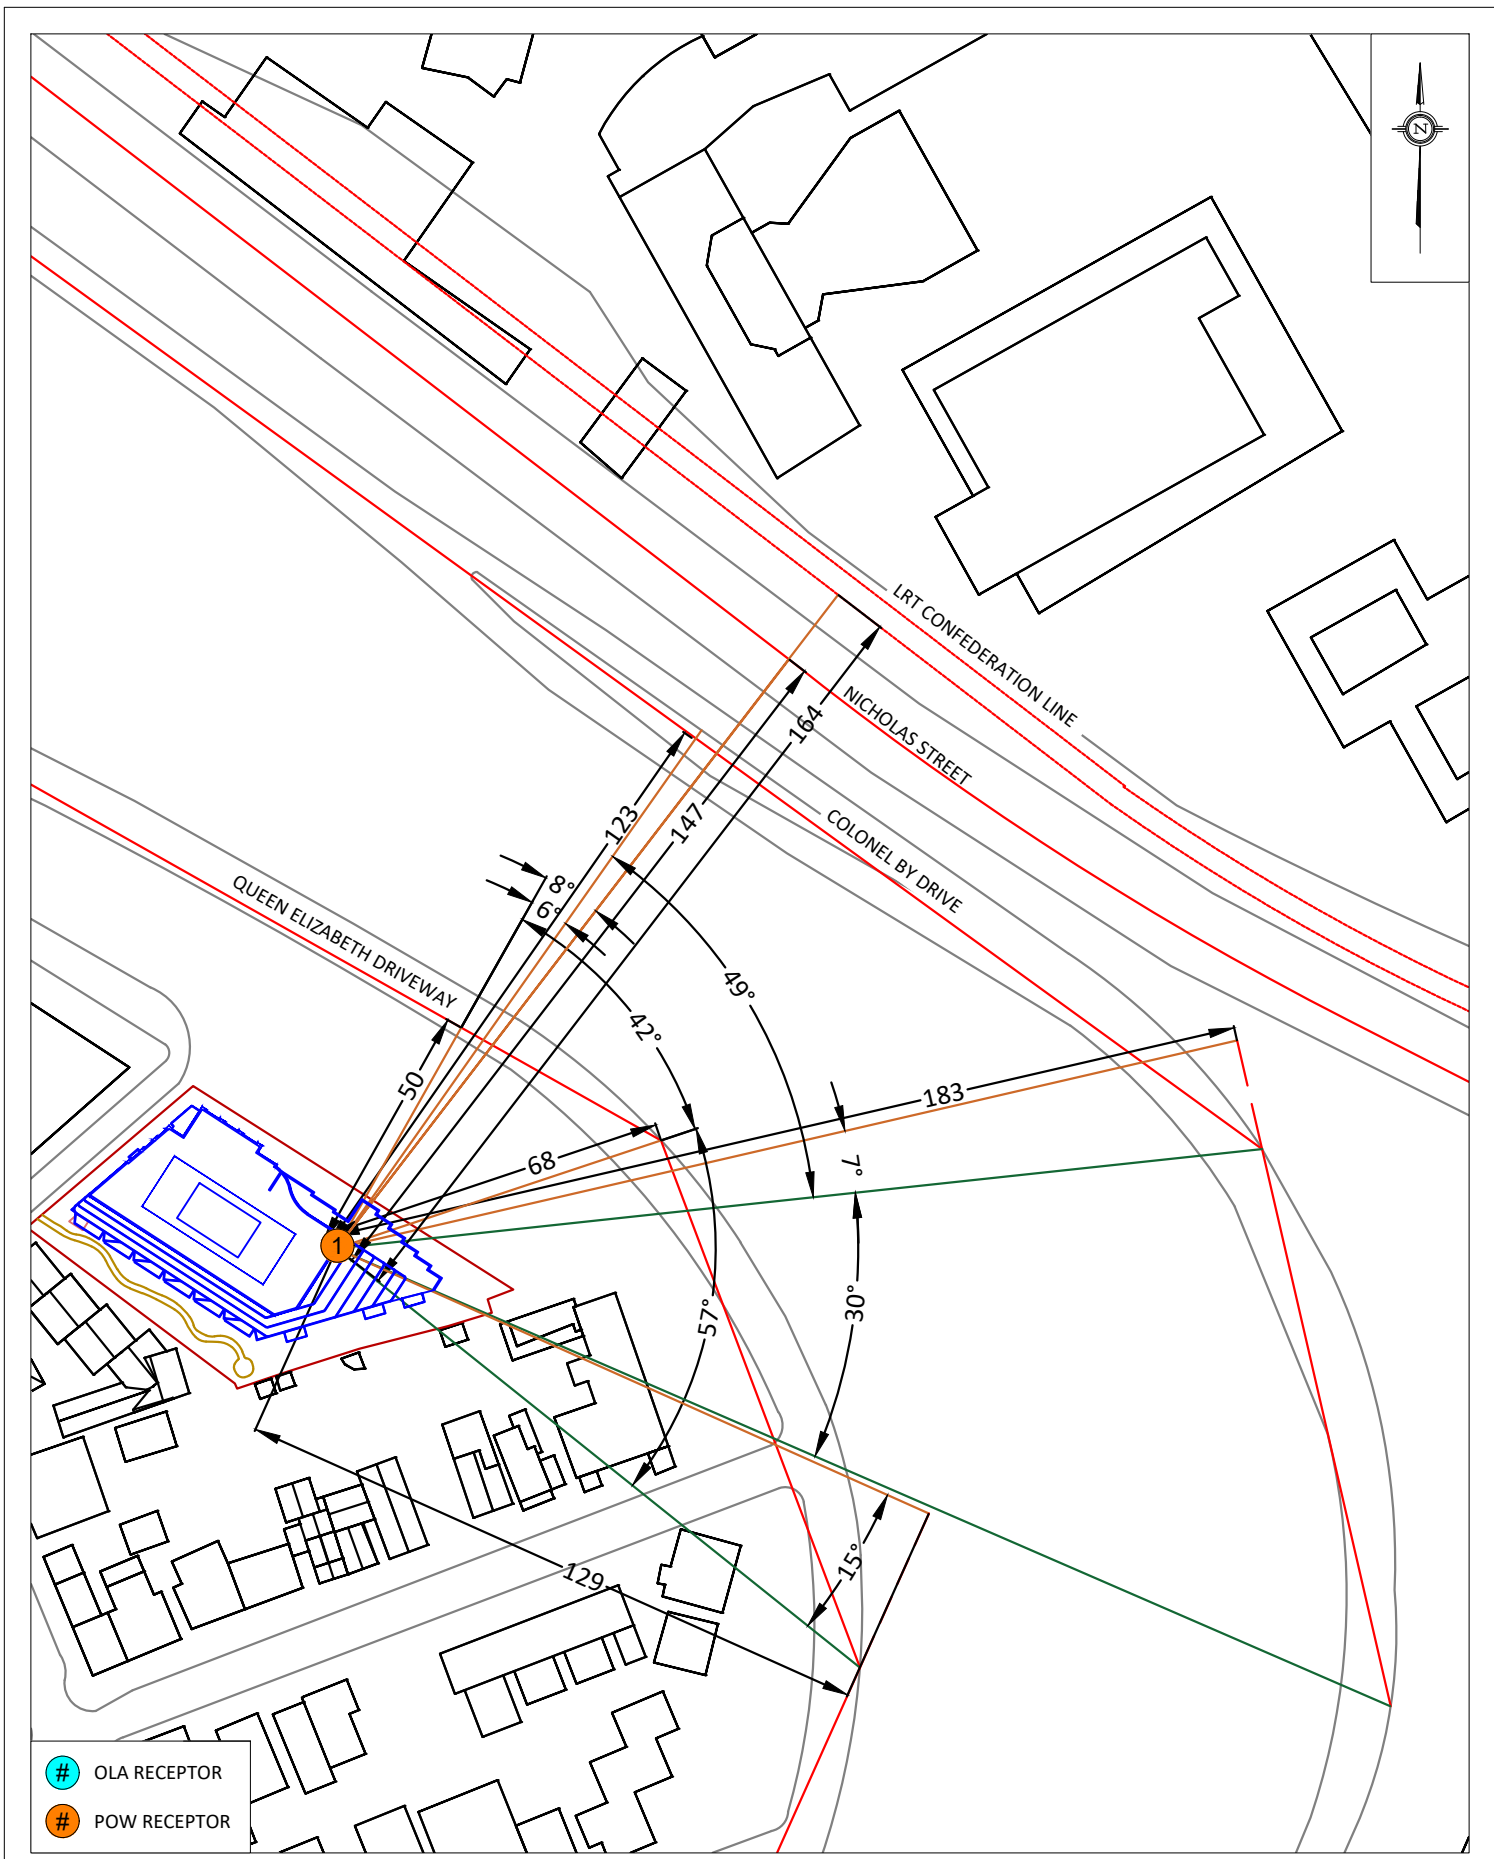 N
LRT CONFEDERATION LINE
NICHOLAS STREET
164
COLONEL BY DRIVE
123
147
8°
6°
QUEEN ELIZABETH DRIVEWAY
49°
42°
50
183
68
7°
1
57°
30°
15°
129
# OLA RECEPTOR
# POW RECEPTOR